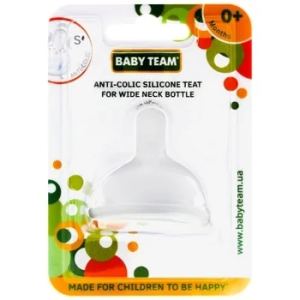 S
0+
Months
BABY TEAM
ANTI-COLIC SILICONE TEAT
FOR WIDE NECK BOTTLE
www.babyteam.ua
MADE FOR CHILDREN TO BE HAPPY